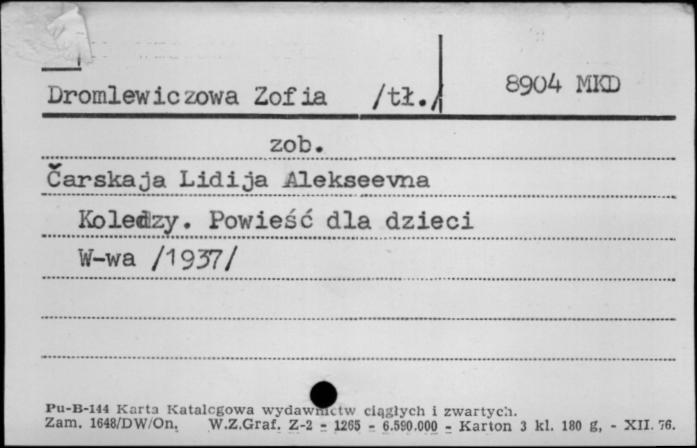 Dromlewiczowa Zofia /tł./ 8904 MKD
zob.
Čarskaja Lidija Alekseevna
Koledzy. Powieść dla dzieci
W-wa /1937/
Pu-B-144 Karta Katalogowa wydawnictw ciągłych i zwartych.
Zam. 1648/DW/On. W.Z.Graf. Z-2 - 1265 - 6.590.000 - Karton 3 kl. 180 g, - XII. 76.